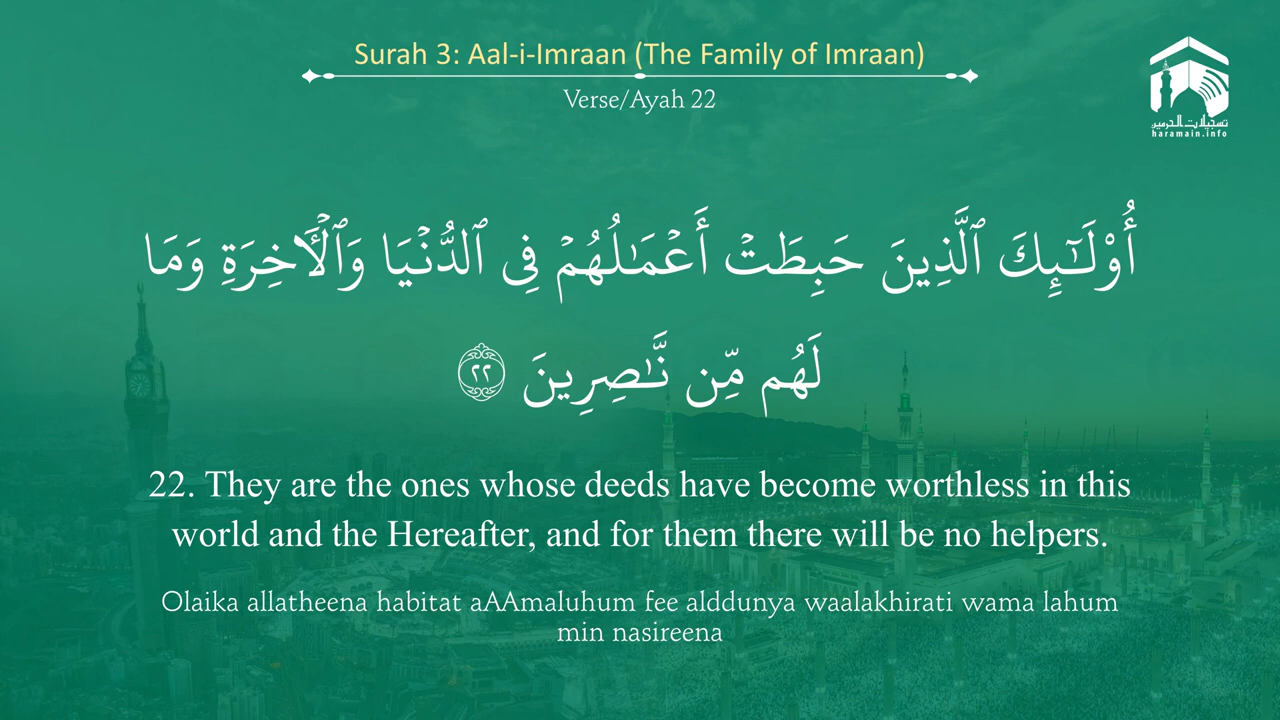 Surah 3: Aal-i-Imraan (The Family of Imraan)
Verse/Ayah 22
تسجيلات الحرمين
haramain.info
أُوْلَـٰٓئِكَ ٱلَّذِينَ حَبِطَتْ أَعْمَـٰلُهُمْ فِى ٱلدُّنْيَا وَٱلْأَخِرَةِ وَمَا
لَهُم مِّن نَّـٰصِرِينَ ٢٢
22. They are the ones whose deeds have become worthless in this
world and the Hereafter, and for them there will be no helpers.
Olaika allatheena habitat aAAmaluhum fee alddunya waalakhirati wama lahum
min nasireena